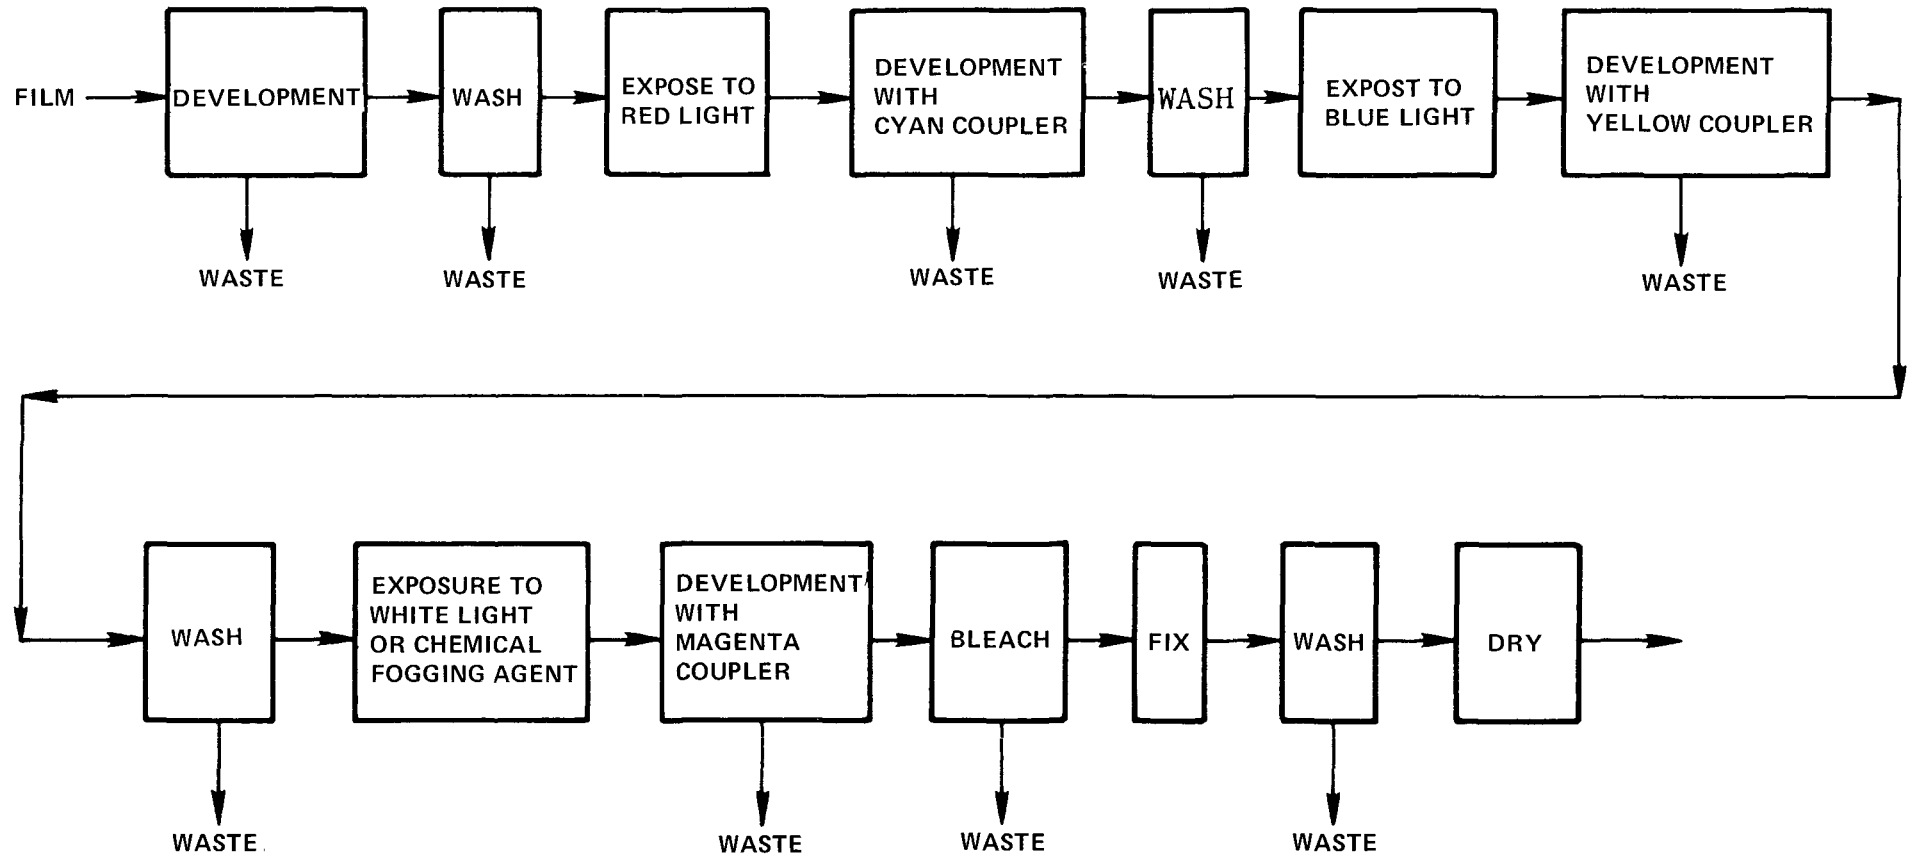 FILM
DEVELOPMENT
WASH
EXPOSE TO
RED LIGHT
DEVELOPMENT
WITH
CYAN COUPLER
WASH
EXPOST TO
BLUE LIGHT
DEVELOPMENT
WITH
YELLOW COUPLER
WASTE
WASTE
WASTE
WASTE
WASTE
WASH
EXPOSURE TO
WHITE LIGHT
OR CHEMICAL
FOGGING AGENT
DEVELOPMENT
WITH
MAGENTA
COUPLER
BLEACH
FIX
WASH
DRY
WASTE
WASTE
WASTE
WASTE